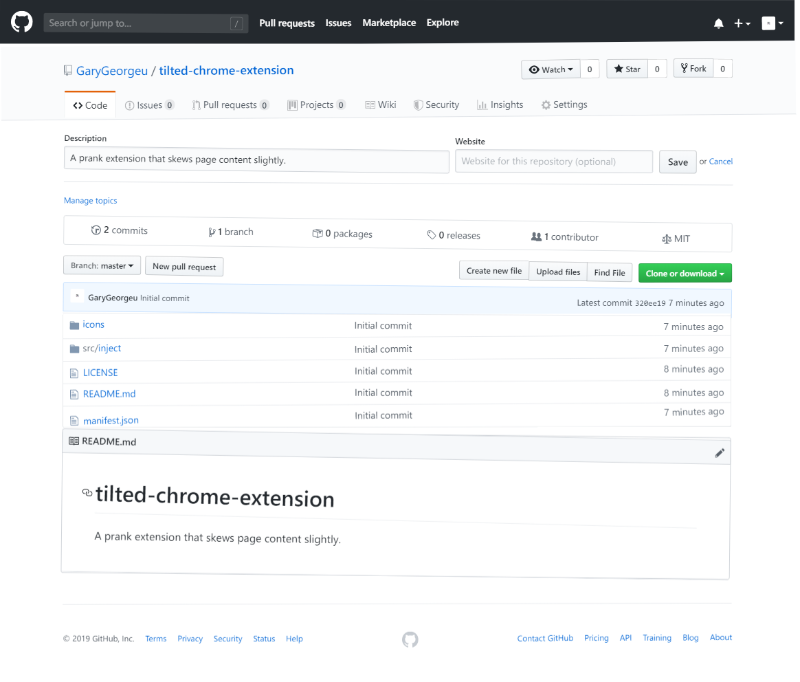 Search or jump to... /
Pull requests Issues Marketplace Explore
GaryGeorgeu / tilted-chrome-extension
Watch 0 Star 0 Fork 0
Code Issues 0 Pull requests 0 Projects 0 Wiki Security Insights Settings
Description
Website
A prank extension that skews page content slightly.
Website for this repository (optional)
Save or Cancel
Manage topics
2 commits 1 branch 0 packages 0 releases 1 contributor MIT
Branch: master New pull request Create new file Upload files Find File Clone or download
GaryGeorgeu Initial commit Latest commit 320ee19 7 minutes ago
icons Initial commit 7 minutes ago
src/inject Initial commit 7 minutes ago
LICENSE Initial commit 8 minutes ago
README.md Initial commit 8 minutes ago
manifest.json Initial commit 7 minutes ago
README.md
tilted-chrome-extension
A prank extension that skews page content slightly.
© 2019 GitHub, Inc. Terms Privacy Security Status Help Contact GitHub Pricing API Training Blog About